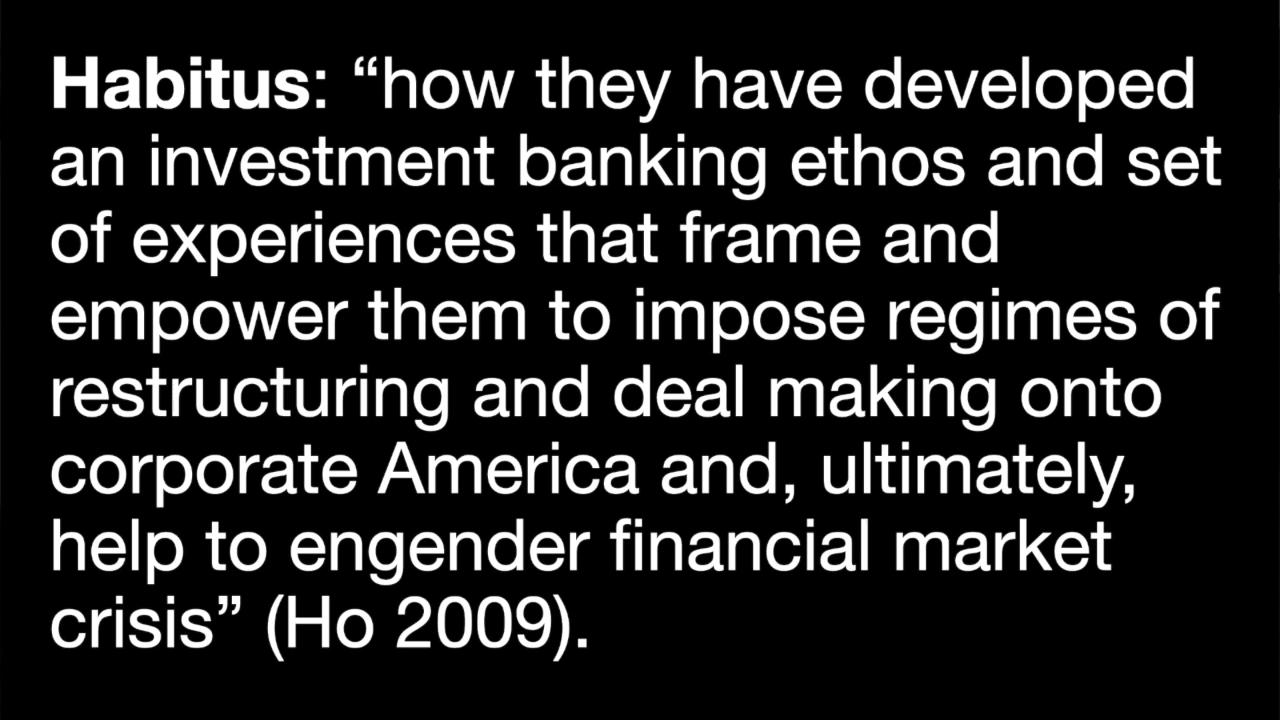 Habitus: “how they have developed
an investment banking ethos and set
of experiences that frame and
empower them to impose regimes of
restructuring and deal making onto
corporate America and, ultimately,
help to engender financial market
crisis” (Ho 2009).